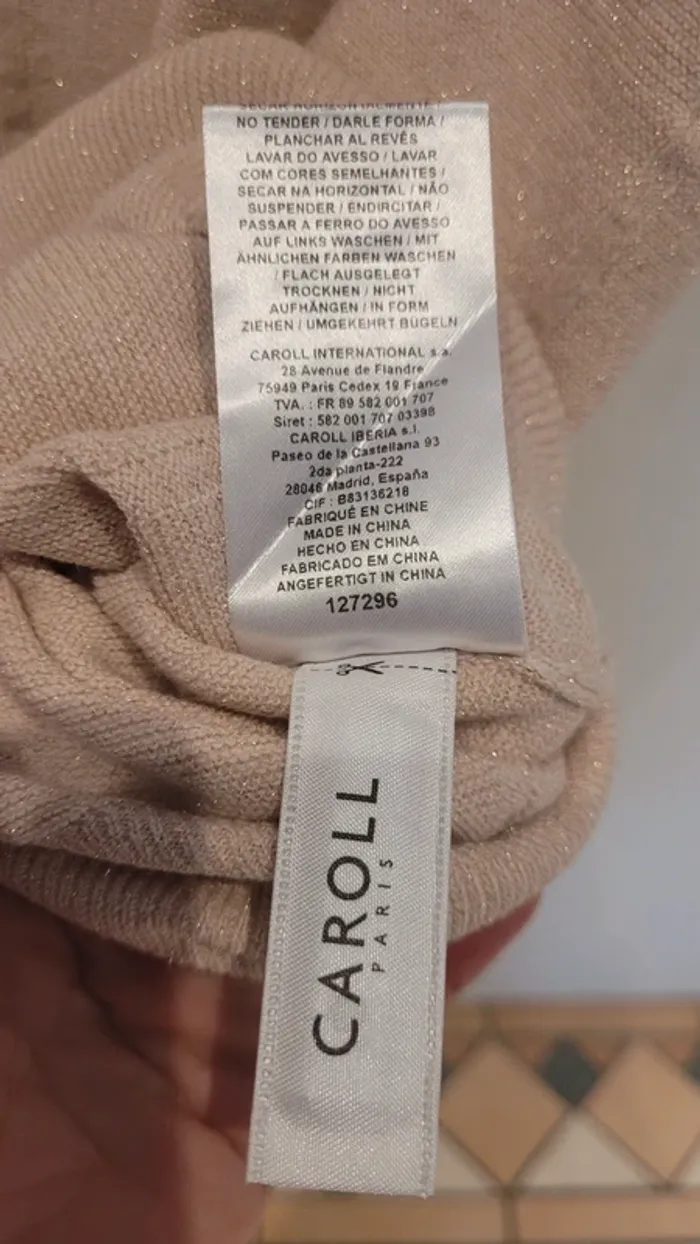 SECAR HORIZONTALMENTE /
NO TENDER / DARLE FORMA /
PLANCHAR AL REVÉS
LAVAR DO AVESSO / LAVAR
COM CORES SEMELHANTES /
SECAR NA HORIZONTAL / NÃO
SUSPENDER / ENDIRCITAR /
PASSAR A FERRO DO AVESSO
AUF LINKS WASCHEN / MIT
ÄHNLICHEN FARBEN WASCHEN
/ FLACH AUSGELEGT
TROCKNEN / NICHT
AUFHÄNGEN / IN FORM
ZIEHEN / UMGEKEHRT BÜGELN
CAROLL INTERNATIONAL s.a.
28 Avenue de Flandre
75949 Paris Cedex 19 France
TVA. : FR 89 582 001 707
Siret : 582 001 707 03398
CAROLL IBERIA s.l.
Paseo de la Castellana 93
2da planta-222
28046 Madrid, España
CIF : B83136218
FABRIQUÉ EN CHINE
MADE IN CHINA
HECHO EN CHINA
FABRICADO EM CHINA
ANGEFERTIGT IN CHINA
127296
CAROLL
PARIS